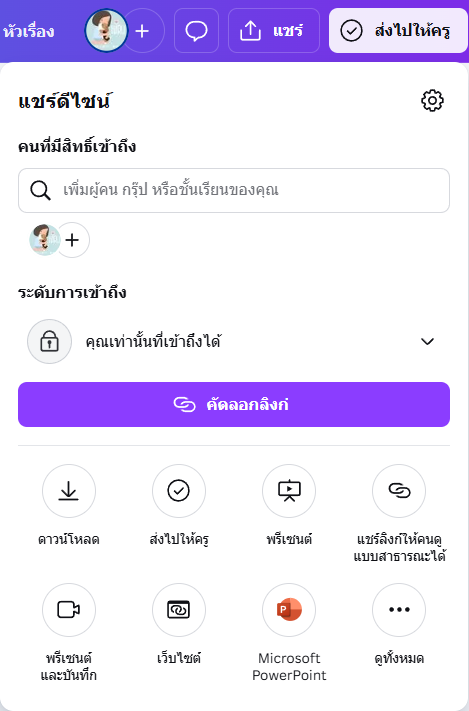 หัวเรื่อง
แชร์
ส่งไปให้ครู
แชร์ดีไซน์
คนที่มีสิทธิ์เข้าถึง
เพิ่มผู้คน กรุ๊ป หรือชั้นเรียนของคุณ
ระดับการเข้าถึง
คุณเท่านั้นที่เข้าถึงได้
คัดลอกลิงก์
ดาวน์โหลด
ส่งไปให้ครู
พรีเซนต์
แชร์ลิงก์ให้คนดู
แบบสาธารณะได้
พรีเซนต์
และบันทึก
เว็บไซต์
Microsoft
PowerPoint
ดูทั้งหมด